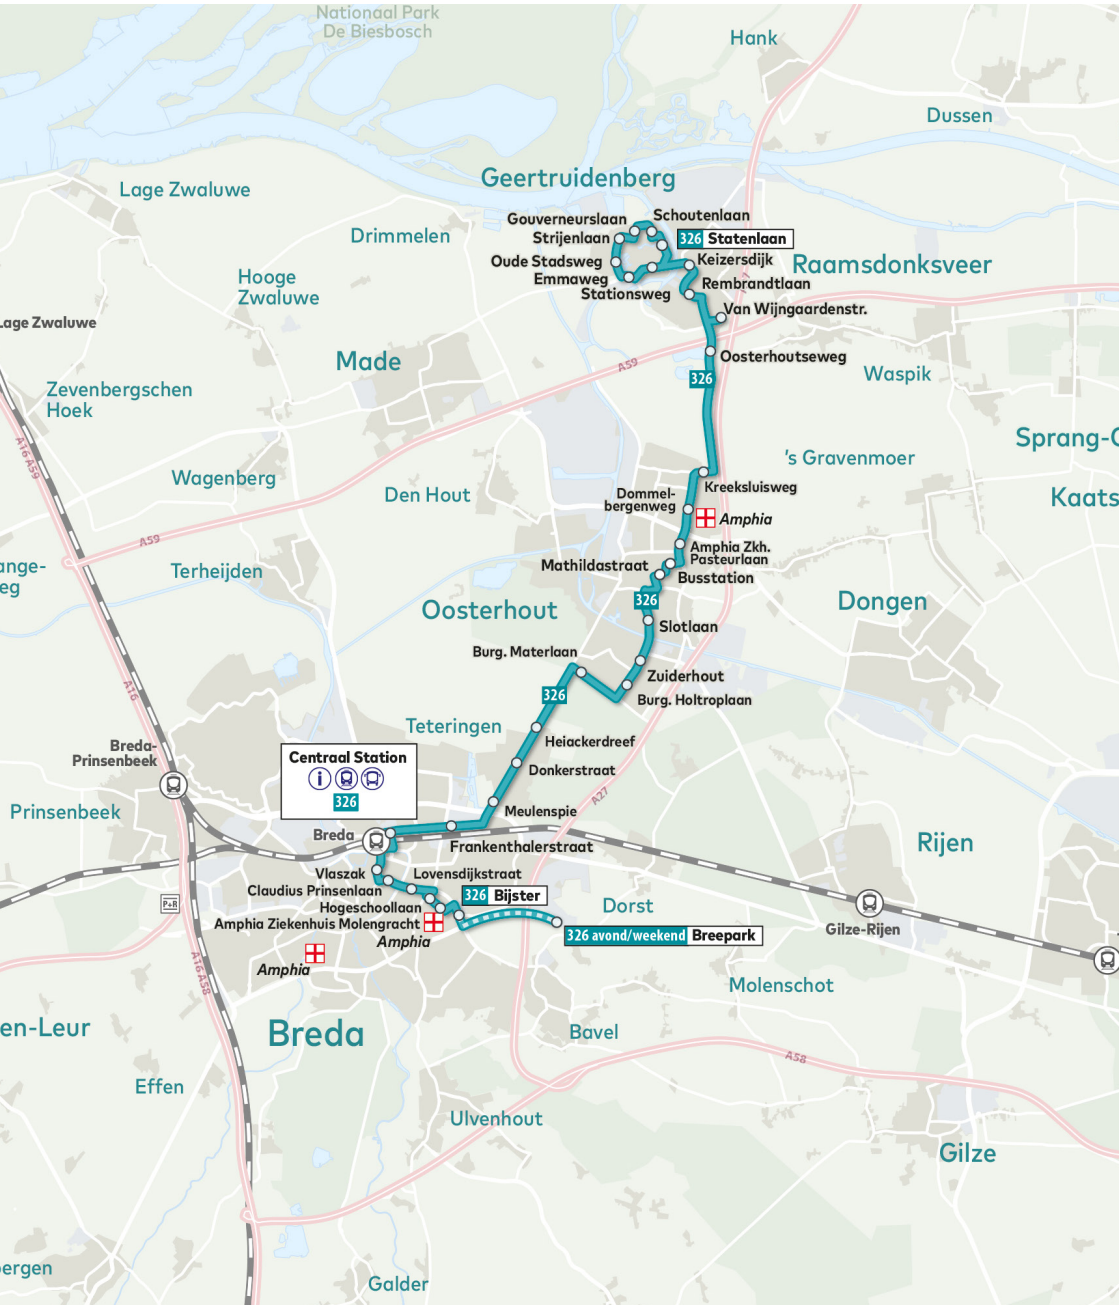 Nationaal Park
De Biesbosch
Hank
Dussen
Lage Zwaluwe
Geertruidenberg
Drimmelen
Gouverneurslaan
Schoutenlaan
Strijenlaan
326 Statenlaan
Oude Stadsweg
Keizersdijk
Raamsdonksveer
Emmaweg
Rembrandtlaan
Stationsweg
Hooge
Zwaluwe
Van Wijngaardenstr.
Lage Zwaluwe
Oosterhoutseweg
Made
A59
326
Waspik
Zevenbergschen
Hoek
A16 A59
Sprang-C
's Gravenmoer
Wagenberg
Den Hout
Kreeksluisweg
Kaats
Dommel-
bergenweg
Amphia
A59
Amphia Zkh.
Pasteurlaan
Mathildastraat
Busstation
ange-
eg
Terheijden
326
Oosterhout
Dongen
Slotlaan
Burg. Materlaan
Zuiderhout
A16
326
Burg. Holtroplaan
Teteringen
Heiackerdreef
Breda-
Prinsenbeek
Centraal Station
i
326
Donkerstraat
A27
Prinsenbeek
Meulenspie
Breda
Frankenthalerstraat
Rijen
Vlaszak
Lovensdijkstraat
Claudius Prinsenlaan
326 Bijster
P+R
Hogeschoollaan
Dorst
Amphia Ziekenhuis Molengracht
Gilze-Rijen
326 avond/weekend Breepark
Amphia
Amphia
A16 A58
Molenschot
en-Leur
Breda
Bavel
A58
Effen
Ulvenhout
Gilze
bergen
Galder